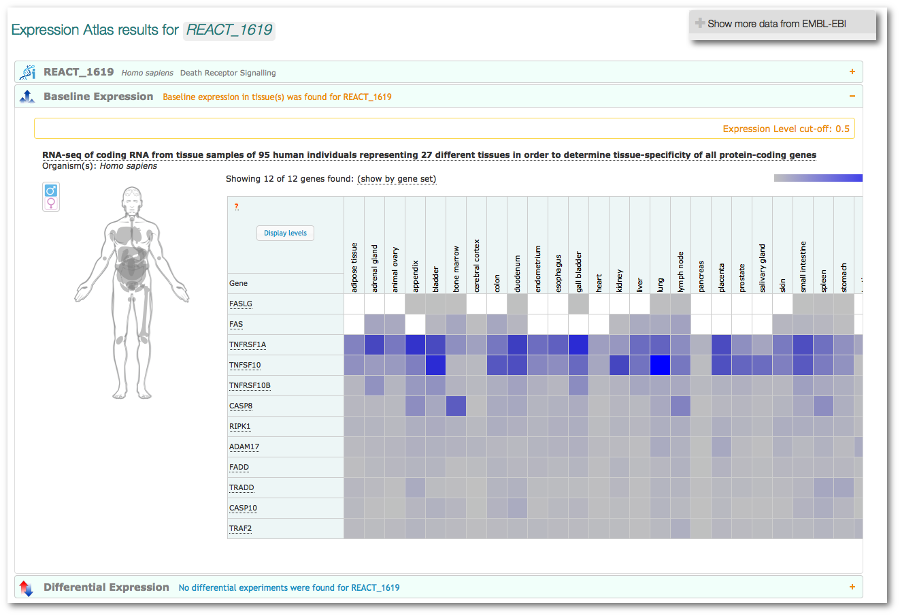 Expression Atlas results for REACT_1619
Show more data from EMBL-EBI
REACT_1619 Homo sapiens Death Receptor Signalling +
Baseline Expression Baseline expression in tissue(s) was found for REACT_1619 −
Expression Level cut-off: 0.5
RNA-seq of coding RNA from tissue samples of 95 human individuals representing 27 different tissues in order to determine tissue-specificity of all protein-coding genes
Organism(s): Homo sapiens
Showing 12 of 12 genes found: (show by gene set)
?
Display levels
Gene
adipose tissue
adrenal gland
animal ovary
appendix
bladder
bone marrow
cerebral cortex
colon
duodenum
endometrium
esophagus
gall bladder
heart
kidney
liver
lung
lymph node
pancreas
placenta
prostate
salivary gland
skin
small intestine
spleen
stomach
FASLG
FAS
TNFRSF1A
TNFSF10
TNFRSF10B
CASP8
RIPK1
ADAM17
FADD
TRADD
CASP10
TRAF2
Differential Expression No differential experiments were found for REACT_1619 +